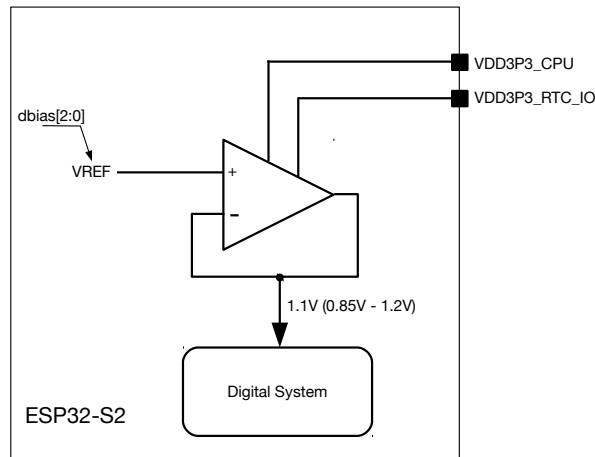 VDD3P3_CPU
VDD3P3_RTC_IO
dbias[2:0]
VREF
+
-
1.1V (0.85V - 1.2V)
Digital System
ESP32-S2